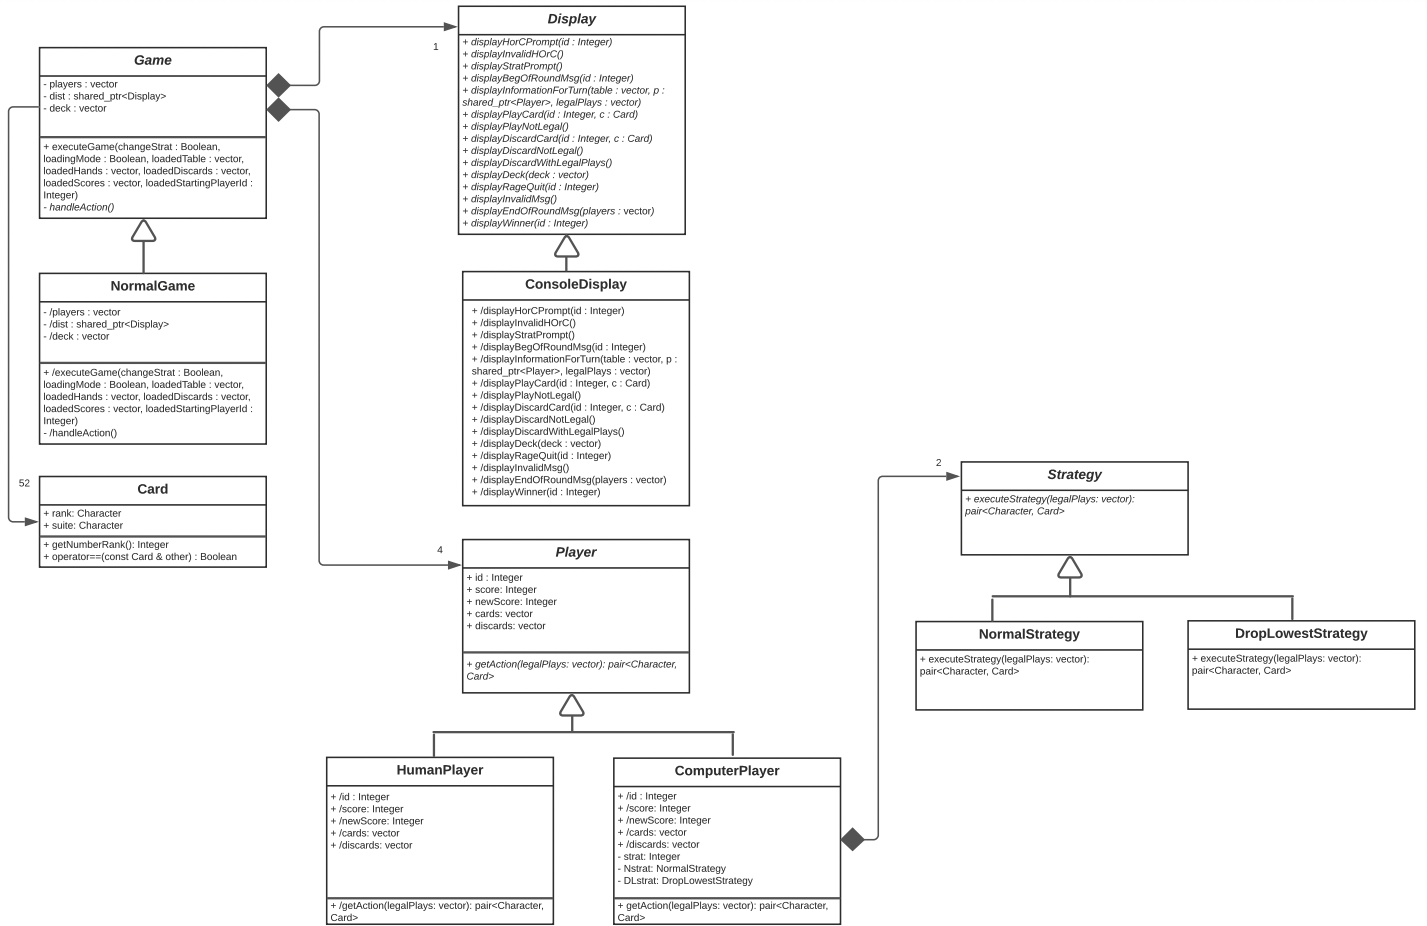 Game
- players : vector
- dist : shared_ptr<Display>
- deck : vector
+ executeGame(changeStrat : Boolean,
loadingMode : Boolean, loadedTable : vector,
loadedHands : vector, loadedDiscards : vector,
loadedScores : vector, loadedStartingPlayerId :
Integer)
- handleAction()
NormalGame
- /players : vector
- /dist : shared_ptr<Display>
- /deck : vector
+ /executeGame(changeStrat : Boolean,
loadingMode : Boolean, loadedTable : vector,
loadedHands : vector, loadedDiscards : vector,
loadedScores : vector, loadedStartingPlayerId :
Integer)
- /handleAction()
52
Card
+ rank: Character
+ suite: Character
+ getNumberRank(): Integer
+ operator==(const Card & other) : Boolean
1
Display
+ displayHorCPrompt(id : Integer)
+ displayInvalidHOrC()
+ displayStratPrompt()
+ displayBegOfRoundMsg(id : Integer)
+ displayInformationForTurn(table : vector, p :
shared_ptr<Player>, legalPlays : vector)
+ displayPlayCard(id : Integer, c : Card)
+ displayPlayNotLegal()
+ displayDiscardCard(id : Integer, c : Card)
+ displayDiscardNotLegal()
+ displayDiscardWithLegalPlays()
+ displayDeck(deck : vector)
+ displayRageQuit(id : Integer)
+ displayInvalidMsg()
+ displayEndOfRoundMsg(players : vector)
+ displayWinner(id : Integer)
ConsoleDisplay
+ /displayHorCPrompt(id : Integer)
+ /displayInvalidHOrC()
+ /displayStratPrompt()
+ /displayBegOfRoundMsg(id : Integer)
+ /displayInformationForTurn(table : vector, p :
shared_ptr<Player>, legalPlays : vector)
+ /displayPlayCard(id : Integer, c : Card)
+ /displayPlayNotLegal()
+ /displayDiscardCard(id : Integer, c : Card)
+ /displayDiscardNotLegal()
+ /displayDiscardWithLegalPlays()
+ /displayDeck(deck : vector)
+ /displayRageQuit(id : Integer)
+ /displayInvalidMsg()
+ /displayEndOfRoundMsg(players : vector)
+ /displayWinner(id : Integer)
4
Player
+ id : Integer
+ score: Integer
+ newScore: Integer
+ cards: vector
+ discards: vector
+ getAction(legalPlays: vector): pair<Character,
Card>
HumanPlayer
+ /id : Integer
+ /score: Integer
+ /newScore: Integer
+ /cards: vector
+ /discards: vector
+ /getAction(legalPlays: vector): pair<Character,
Card>
ComputerPlayer
+ /id : Integer
+ /score: Integer
+ /newScore: Integer
+ /cards: vector
+ /discards: vector
- strat: Integer
- Nstrat: NormalStrategy
- DLstrat: DropLowestStrategy
+ getAction(legalPlays: vector): pair<Character,
Card>
2
Strategy
+ executeStrategy(legalPlays: vector):
pair<Character, Card>
NormalStrategy
+ executeStrategy(legalPlays: vector):
pair<Character, Card>
DropLowestStrategy
+ executeStrategy(legalPlays: vector):
pair<Character, Card>